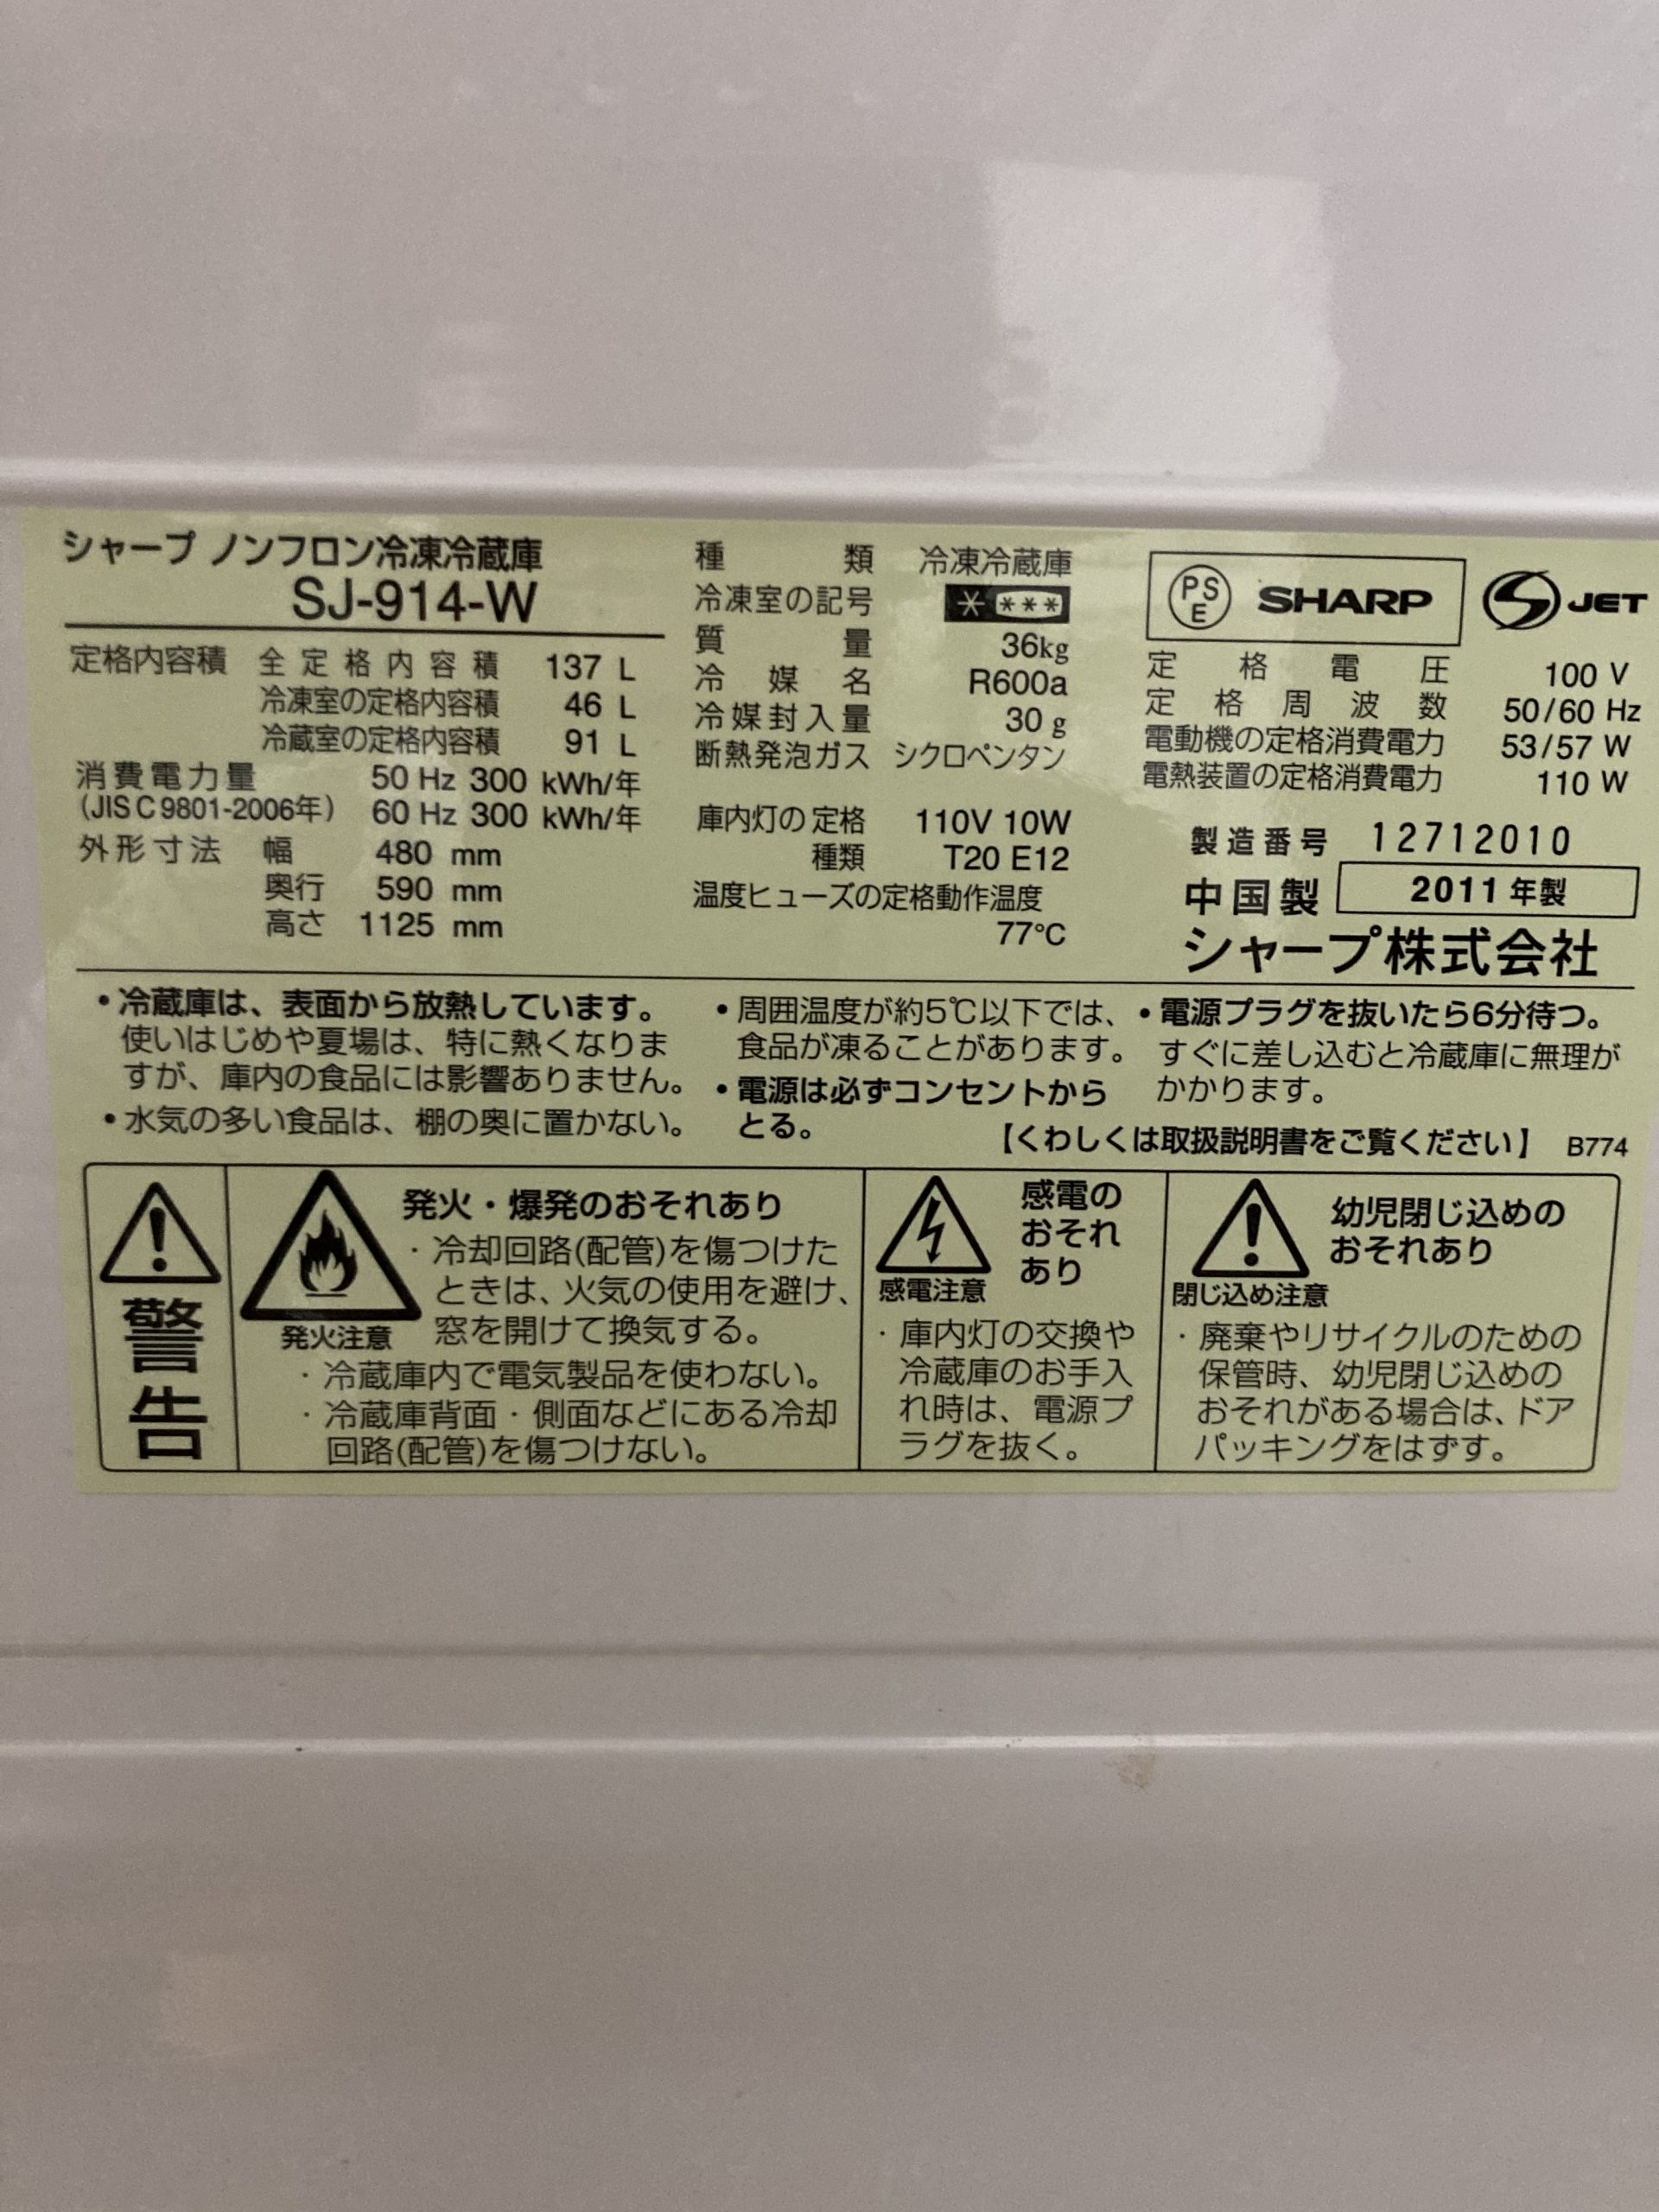 シャープ ノンフロン冷凍冷蔵庫
SJ-914-W
定格内容積 全定格内容積 137 L
冷凍室の定格内容積 46 L
冷蔵室の定格内容積 91 L
消費電力量 50 Hz 300 kWh/年
(JIS C 9801-2006年) 60 Hz 300 kWh/年
外形寸法 幅 480 mm
奥行 590 mm
高さ 1125 mm
種類 冷凍冷蔵庫
冷凍室の記号 * ***
質量 36kg
冷媒名 R600a
冷媒封入量 30 g
断熱発泡ガス シクロペンタン
庫内灯の定格 110V 10W
種類 T20 E12
温度ヒューズの定格動作温度
77℃
PS E SHARP JET
定格電圧 100 V
定格周波数 50/60 Hz
電動機の定格消費電力 53/57 W
電熱装置の定格消費電力 110 W
製造番号 12712010
中国製 2011年製
シャープ株式会社
・冷蔵庫は、表面から放熱しています。
使いはじめや夏場は、特に熱くなりま
すが、庫内の食品には影響ありません。
・水気の多い食品は、棚の奥に置かない。
・周囲温度が約5℃以下では、
食品が凍ることがあります。
・電源は必ずコンセントから
とる。
・電源プラグを抜いたら6分待つ。
すぐに差し込むと冷蔵庫に無理が
かかります。
【くわしくは取扱説明書をご覧ください】 B774
警告
発火注意
発火・爆発のおそれあり
・冷却回路(配管)を傷つけた
ときは、火気の使用を避け、
窓を開けて換気する。
・冷蔵庫内で電気製品を使わない。
・冷蔵庫背面・側面などにある冷却
回路(配管)を傷つけない。
感電注意
感電の
おそれ
あり
・庫内灯の交換や
冷蔵庫のお手入
れ時は、電源プ
ラグを抜く。
閉じ込め注意
幼児閉じ込めの
おそれあり
・廃棄やリサイクルのための
保管時、幼児閉じ込めの
おそれがある場合は、ドア
パッキングをはずす。